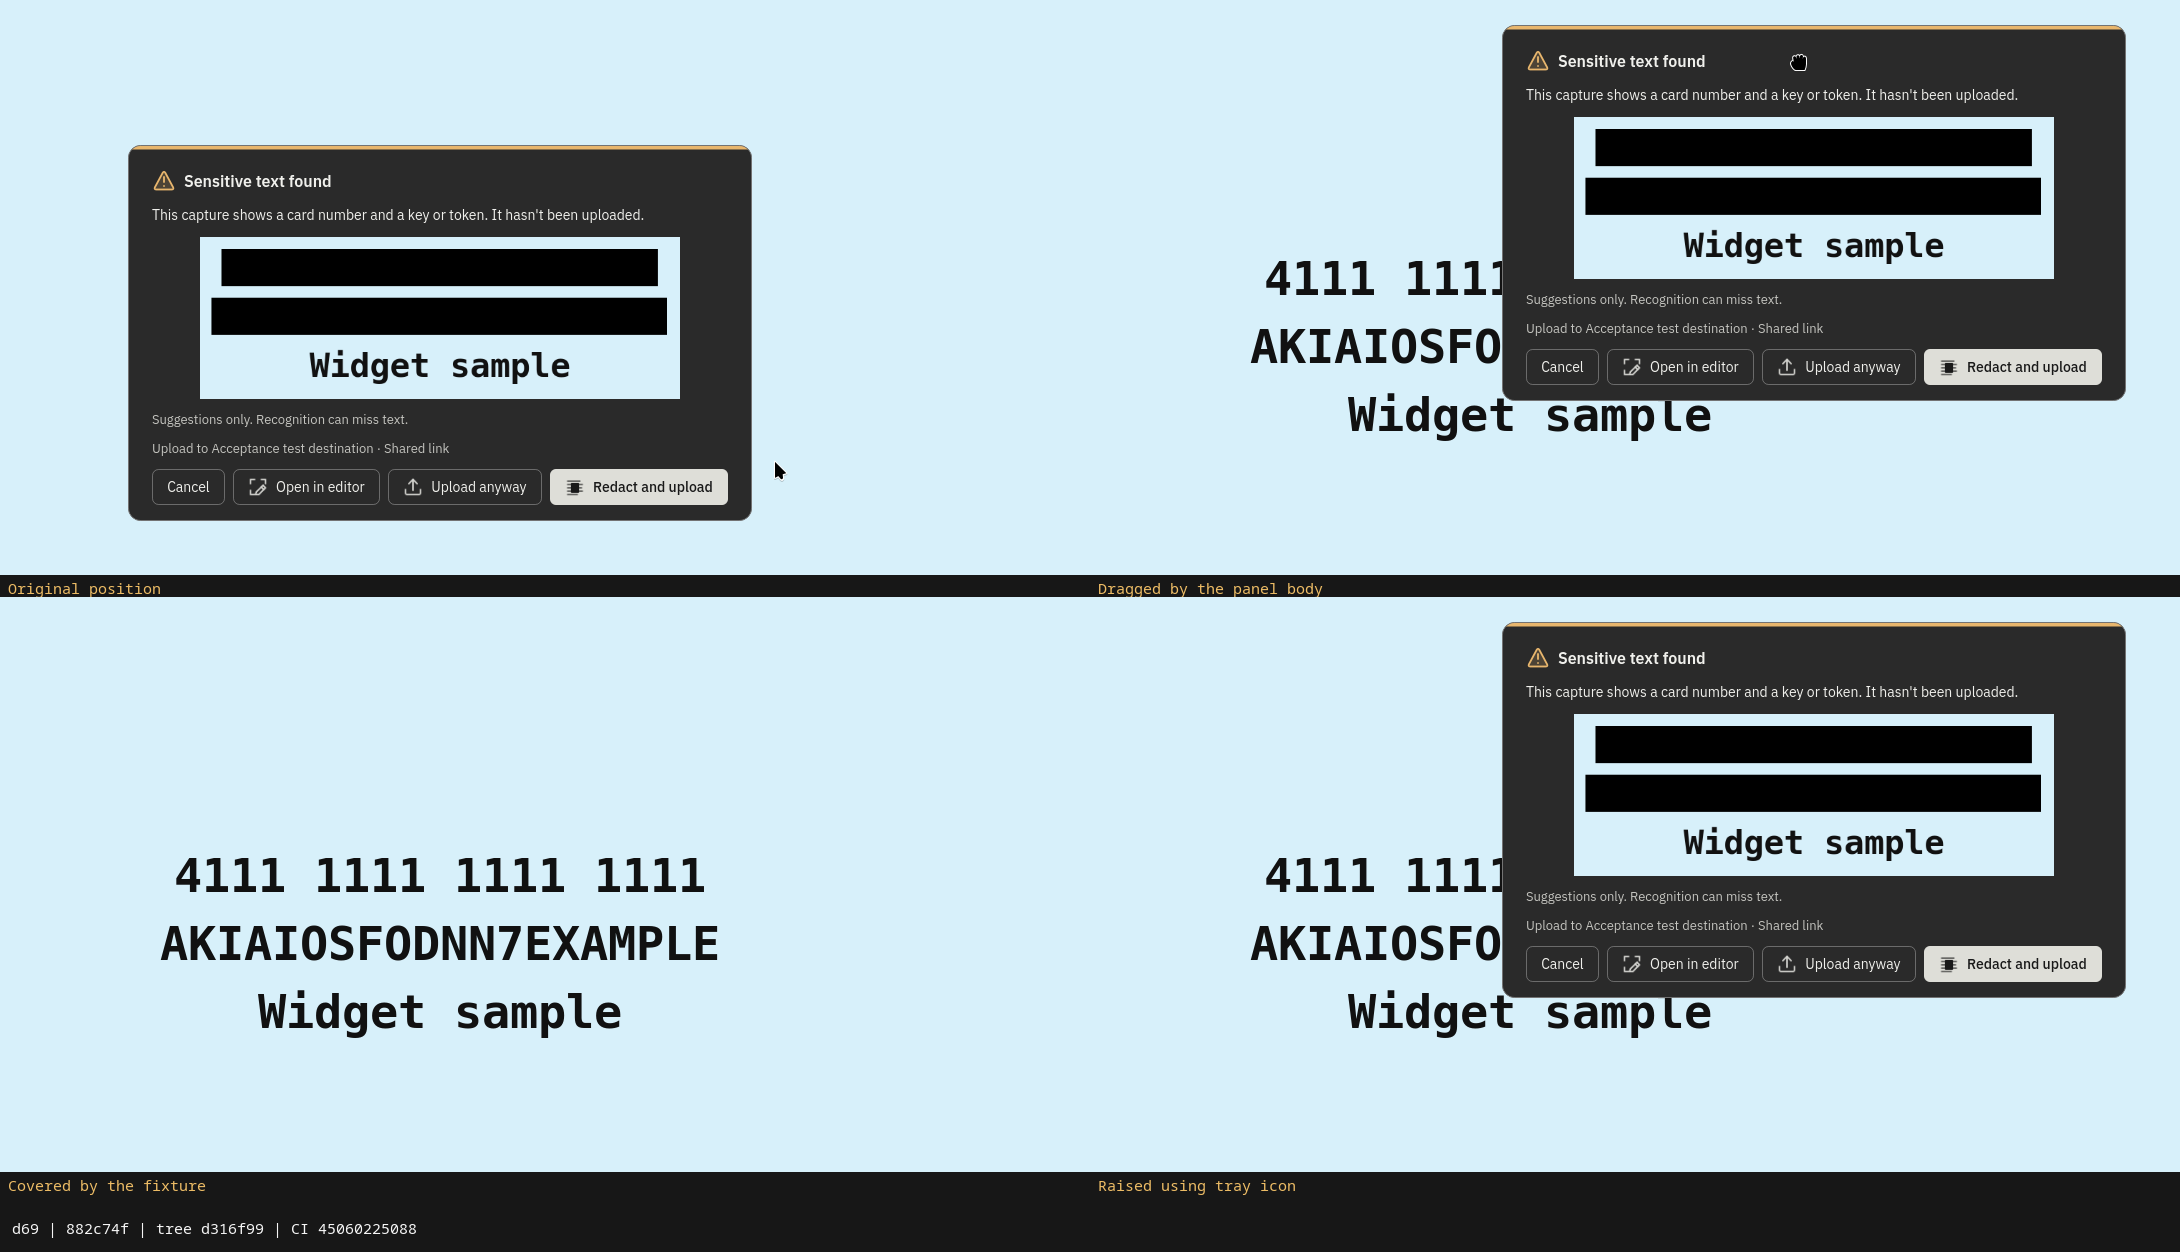 Sensitive text found
This capture shows a card number and a key or token. It hasn't been uploaded.
Widget sample
Suggestions only. Recognition can miss text.
Upload to Acceptance test destination · Shared link
Cancel Open in editor Upload anyway Redact and upload
Original position
Sensitive text found
This capture shows a card number and a key or token. It hasn't been uploaded.
Widget sample
Suggestions only. Recognition can miss text.
Upload to Acceptance test destination · Shared link
Cancel Open in editor Upload anyway Redact and upload
4111 1111
AKIAIOSFO
Widget sample
Dragged by the panel body
4111 1111 1111 1111
AKIAIOSFODNN7EXAMPLE
Widget sample
Covered by the fixture
Sensitive text found
This capture shows a card number and a key or token. It hasn't been uploaded.
Widget sample
Suggestions only. Recognition can miss text.
Upload to Acceptance test destination · Shared link
Cancel Open in editor Upload anyway Redact and upload
4111 1111
AKIAIOSFO
Widget sample
Raised using tray icon
d69 | 882c74f | tree d316f99 | CI 45060225088